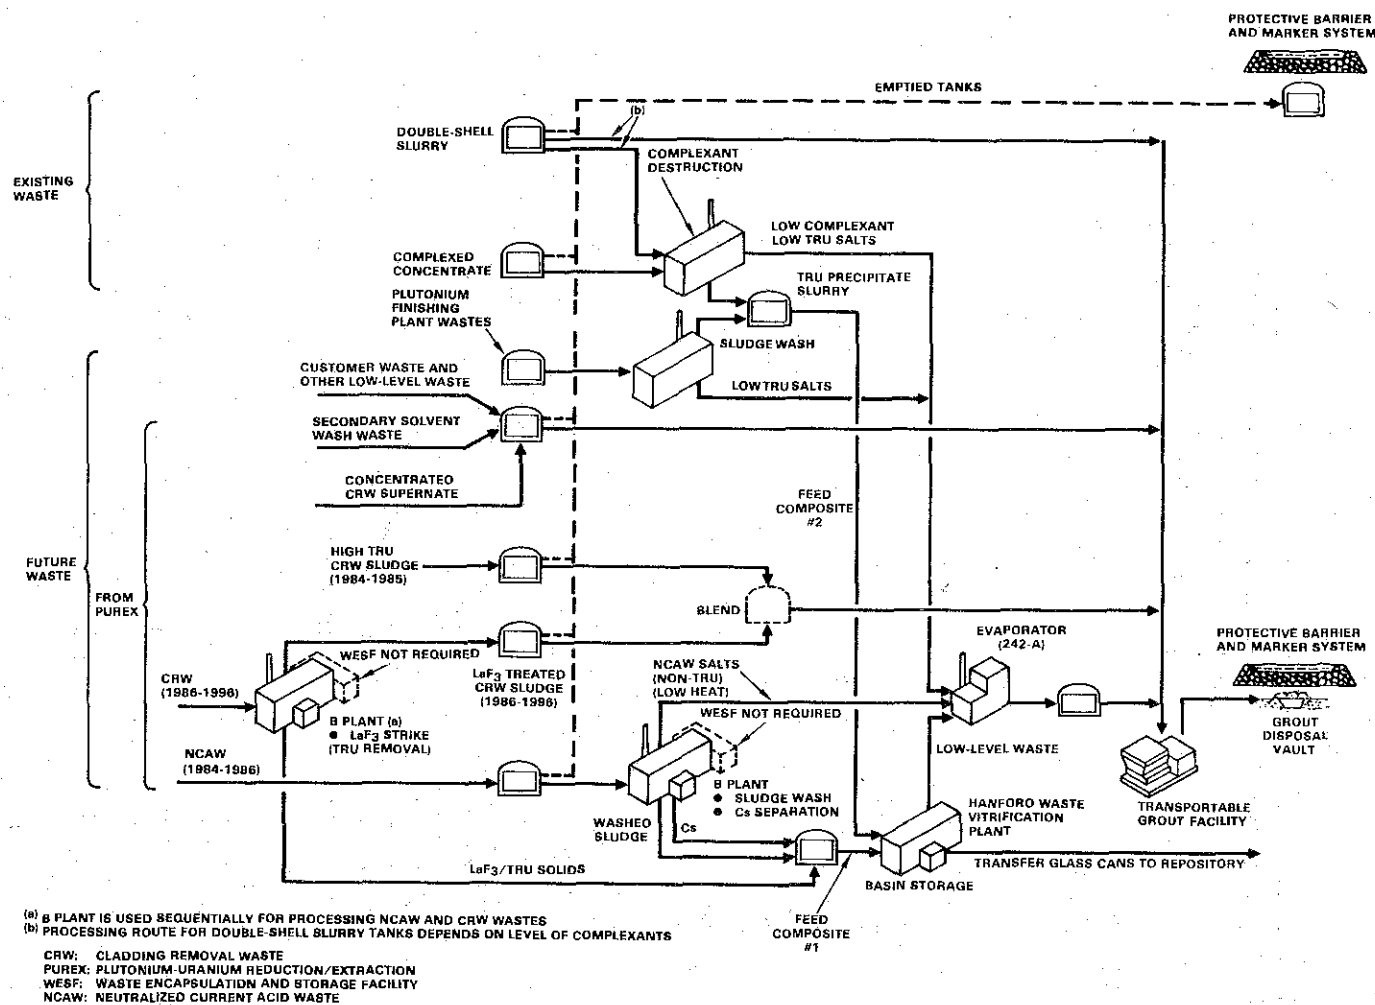 PROTECTIVE BARRIER
AND MARKER SYSTEM
EMPTIED TANKS
(b)
DOUBLE-SHELL
SLURRY
COMPLEXANT
DESTRUCTION
EXISTING
WASTE
LOW COMPLEXANT
LOW TRU SALTS
COMPLEXED
CONCENTRATE
TRU PRECIPITATE
SLURRY
PLUTONIUM
FINISHING
PLANT WASTES
SLUDGE WASH
CUSTOMER WASTE AND
OTHER LOW-LEVEL WASTE
LOW TRU SALTS
SECONDARY SOLVENT
WASH WASTE
CONCENTRATED
CRW SUPERNATE
FEED
COMPOSITE
#2
HIGH TRU
CRW SLUDGE
(1984-1985)
FUTURE
WASTE
FROM
PUREX
BLEND
EVAPORATOR
(242-A)
PROTECTIVE BARRIER
AND MARKER SYSTEM
WESF NOT REQUIRED
LaF3 TREATED
CRW SLUDGE
(1986-1996)
NCAW SALTS
(NON-TRU)
(LOW HEAT)
CRW
(1986-1996)
WESF NOT REQUIRED
B PLANT (a)
● LaF3 STRIKE
(TRU REMOVAL)
GROUT
DISPOSAL
VAULT
LOW-LEVEL WASTE
NCAW
(1984-1986)
B PLANT
● SLUDGE WASH
● Cs SEPARATION
HANFORD WASTE
VITRIFICATION
PLANT
TRANSPORTABLE
GROUT FACILITY
WASHED
SLUDGE
Cs
TRANSFER GLASS CANS TO REPOSITORY
LaF3/TRU SOLIDS
BASIN STORAGE
FEED
COMPOSITE
#1
(a) B PLANT IS USED SEQUENTIALLY FOR PROCESSING NCAW AND CRW WASTES
(b) PROCESSING ROUTE FOR DOUBLE-SHELL SLURRY TANKS DEPENDS ON LEVEL OF COMPLEXANTS
CRW: CLADDING REMOVAL WASTE
PUREX: PLUTONIUM-URANIUM REDUCTION/EXTRACTION
WESF: WASTE ENCAPSULATION AND STORAGE FACILITY
NCAW: NEUTRALIZED CURRENT ACID WASTE